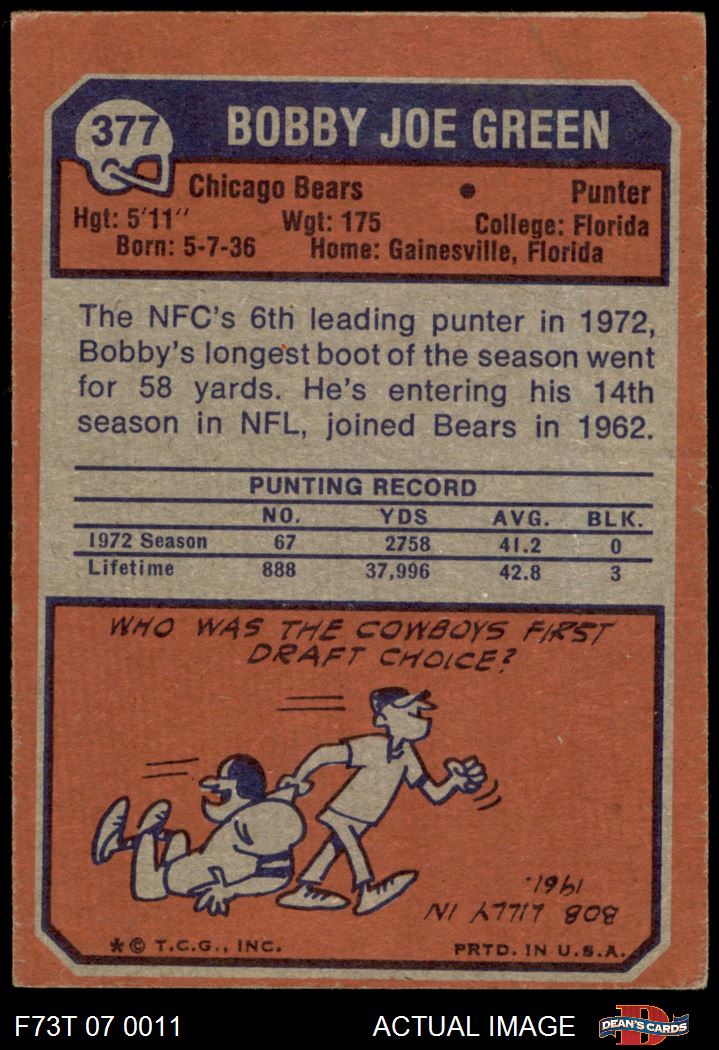 377
BOBBY JOE GREEN
Chicago Bears • Punter
Hgt: 5'11" Wgt: 175 College: Florida
Born: 5-7-36 Home: Gainesville, Florida
The NFC's 6th leading punter in 1972,
Bobby's longest boot of the season went
for 58 yards. He's entering his 14th
season in NFL, joined Bears in 1962.
PUNTING RECORD
NO. YDS AVG. BLK.
1972 Season 67 2758 41.2 0
Lifetime 888 37,996 42.8 3
WHO WAS THE COWBOYS FIRST
DRAFT CHOICE?
BOB LILLY IN
1961.
* © T.C.G., INC. PRTD. IN U.S.A.
F73T 07 0011 ACTUAL IMAGE D DEAN'S CARDS